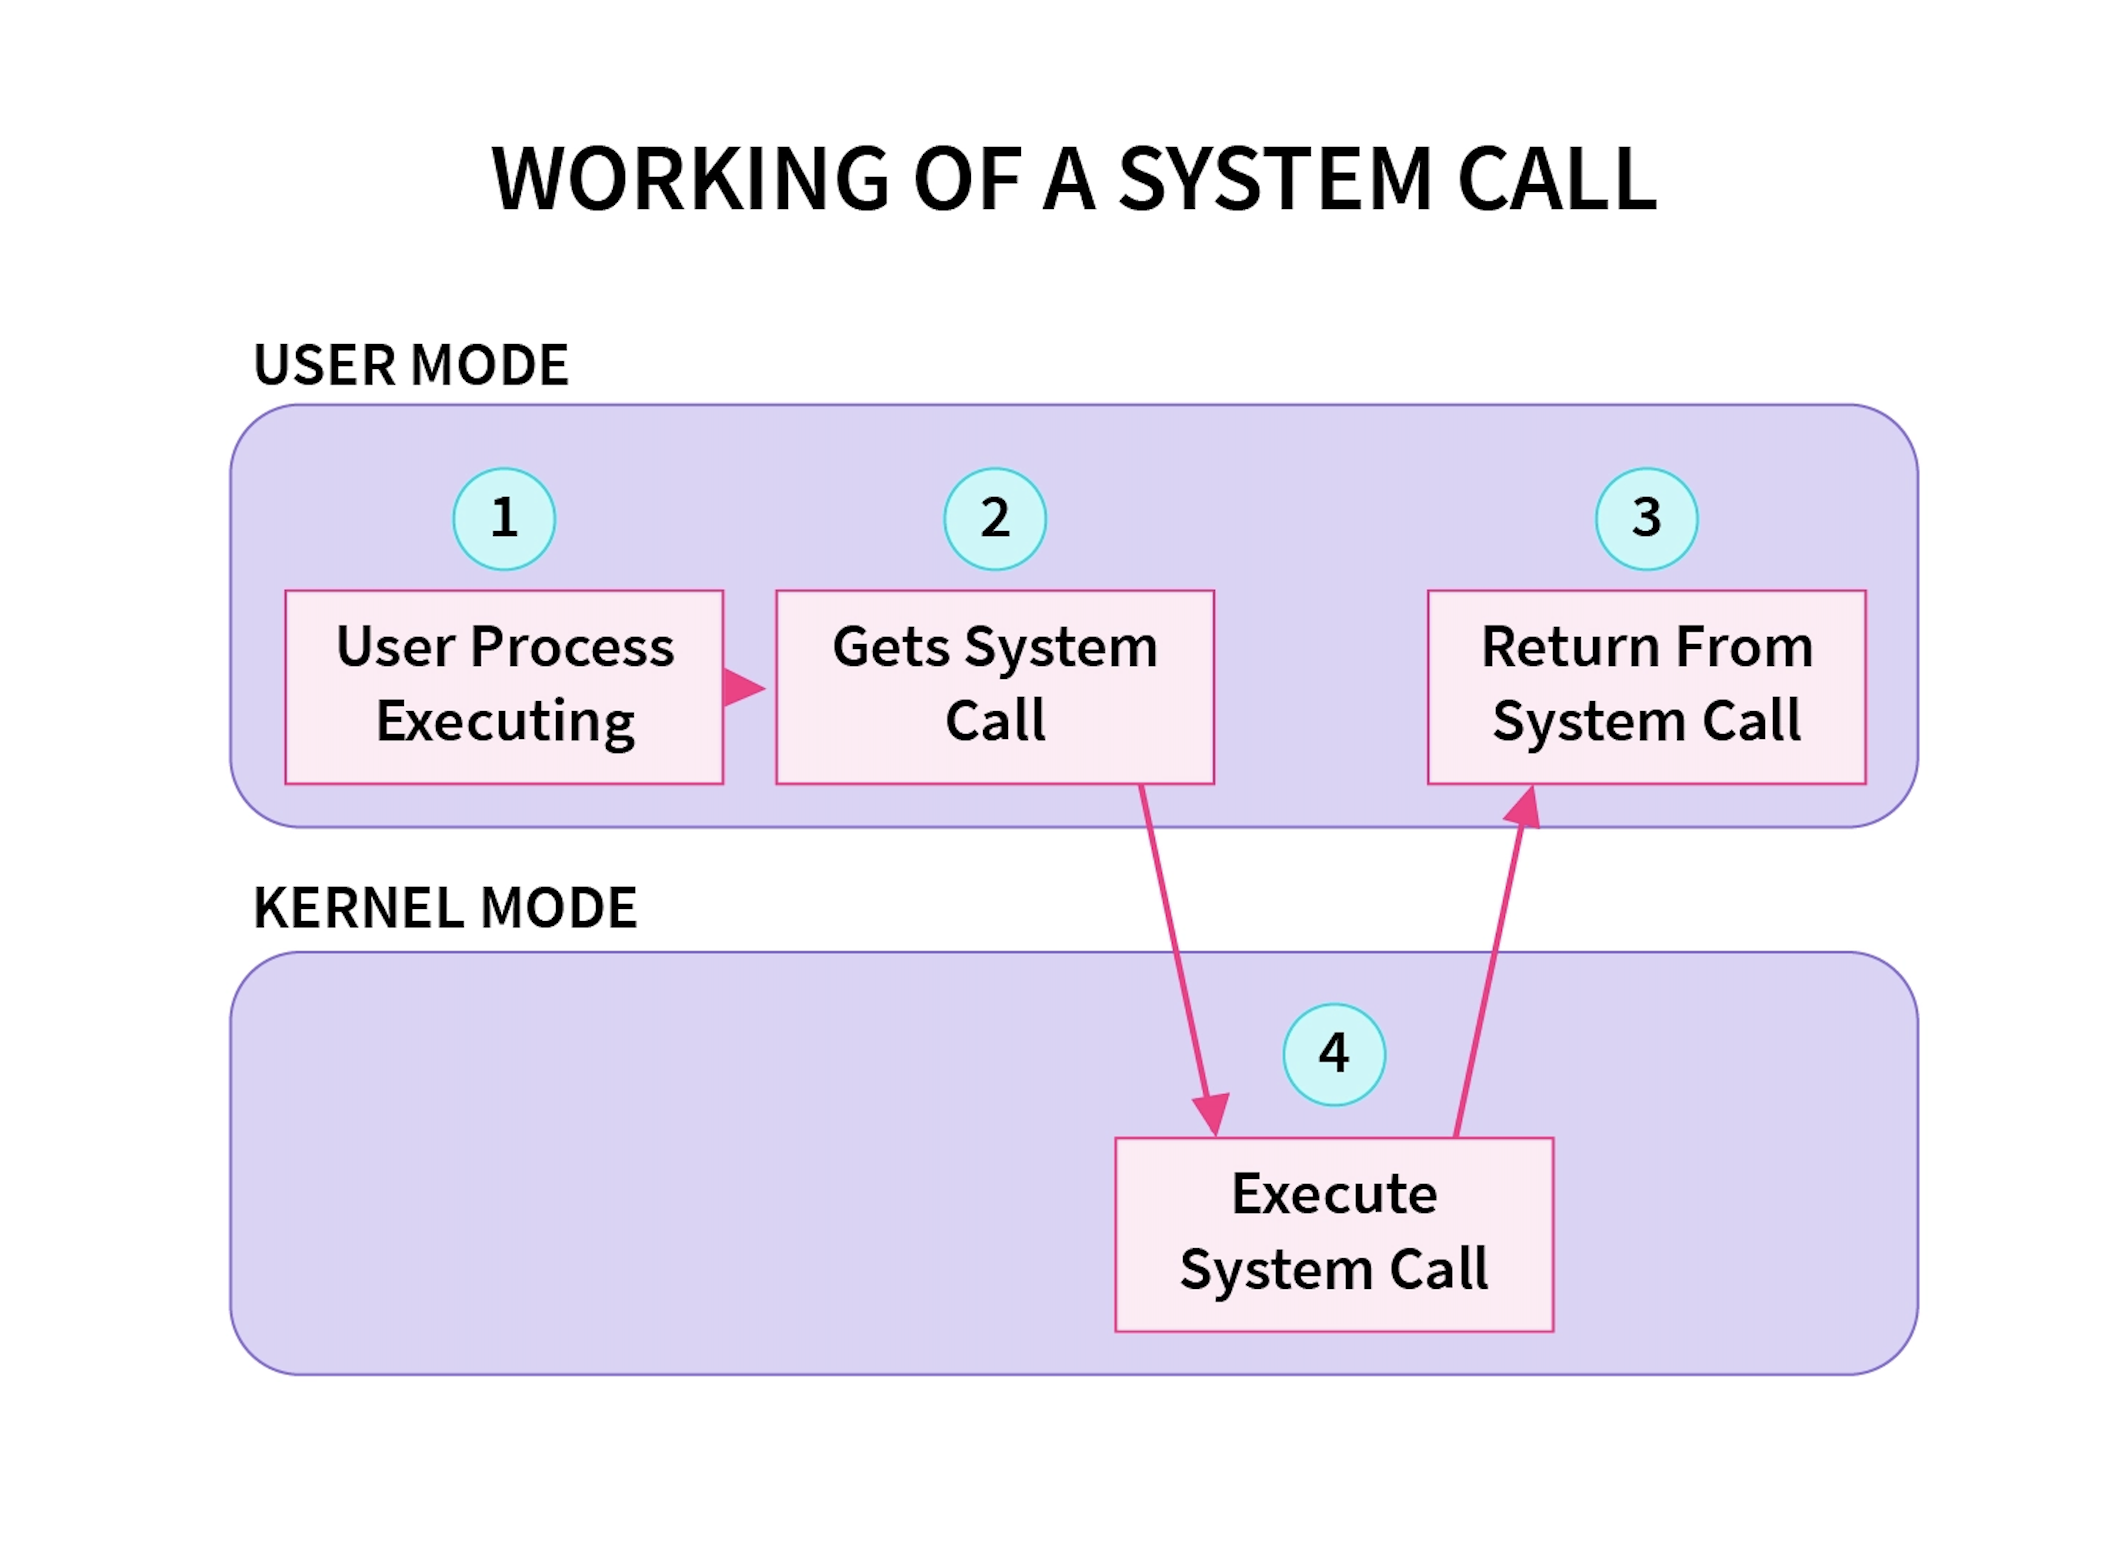 WORKING OF A SYSTEM CALL
USER MODE
1
User Process
Executing
2
Gets System
Call
3
Return From
System Call
KERNEL MODE
4
Execute
System Call